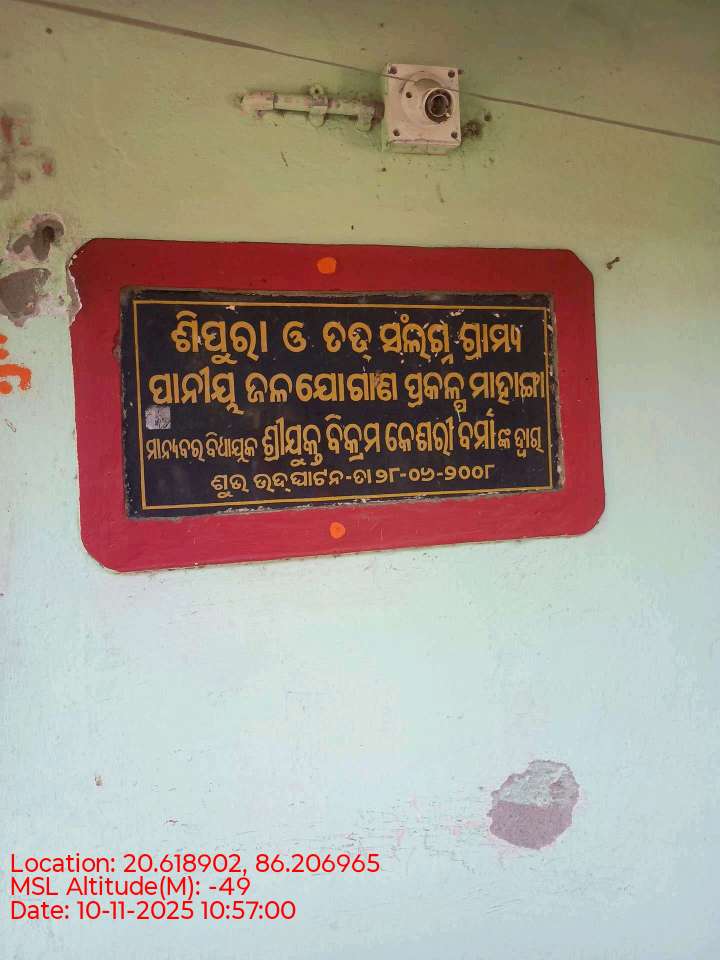 ଶିପୁରା ଓ ତତ୍ ସଂଲଗ୍ନ ଗ୍ରାମ୍ୟ
ପାନୀୟ ଜଳଯୋଗାଣ ପ୍ରକଳ୍ପ ମାହାଙ୍ଗା
ମାନ୍ୟବର ବିଧାୟକ ଶ୍ରୀଯୁକ୍ତ ବିକ୍ରମ କେଶରୀ ବର୍ମା ଙ୍କ ଦ୍ୱାରା
ଶୁଭ ଉଦ୍‌ଘାଟନ-ତା ୨୮-୦୬-୨୦୦୮
Location: 20.618902, 86.206965
MSL Altitude(M): -49
Date: 10-11-2025 10:57:00